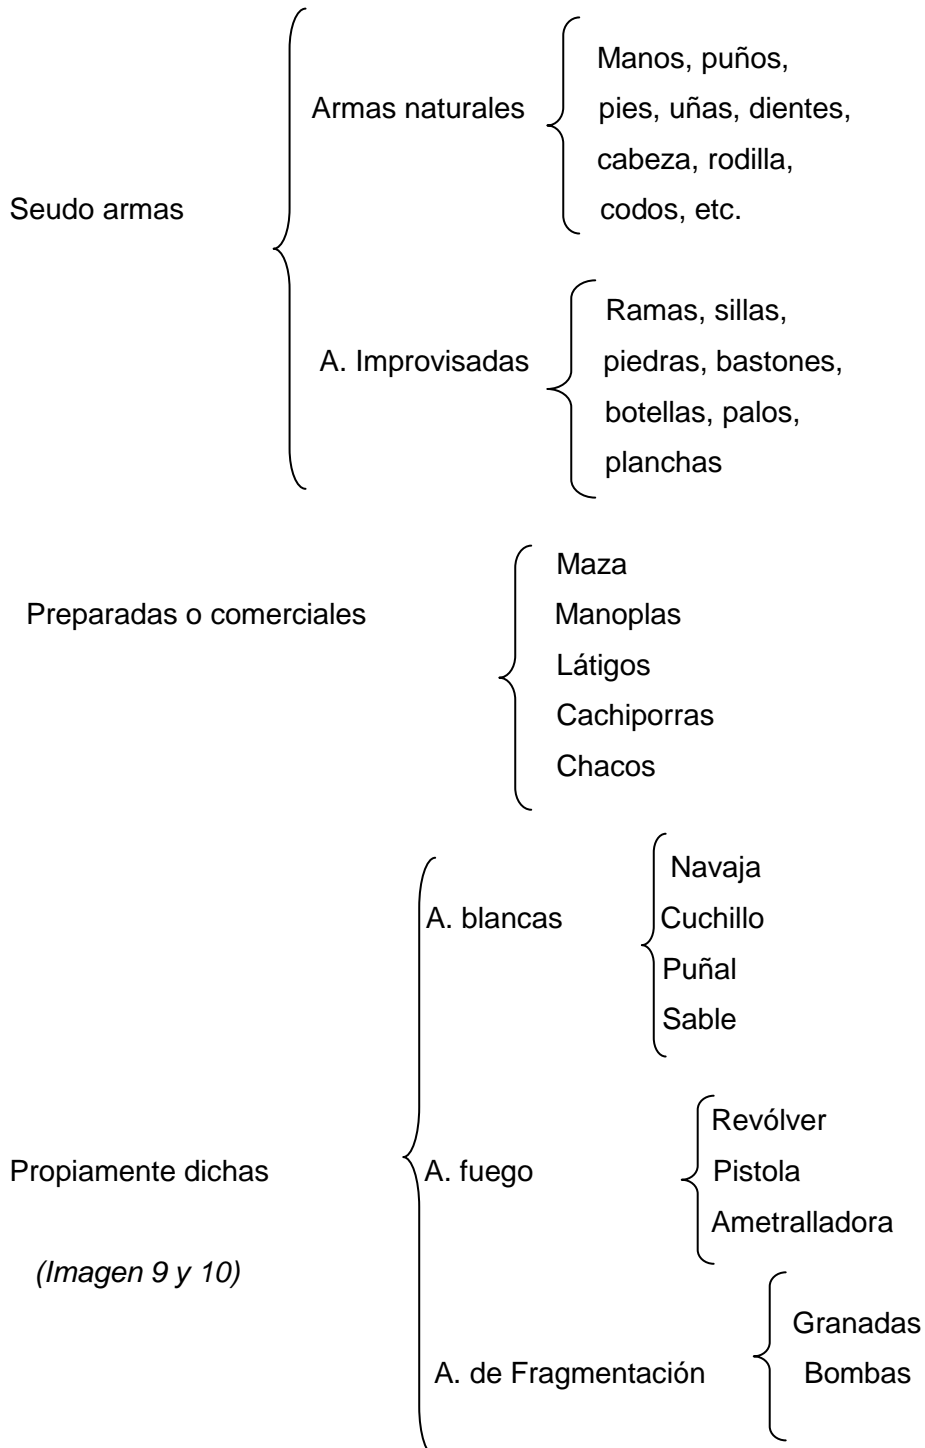 Manos, puños,
Armas naturales
pies, uñas, dientes,
cabeza, rodilla,
Seudo armas
codos, etc.
Ramas, sillas,
A. Improvisadas
piedras, bastones,
botellas, palos,
planchas
Maza
Preparadas o comerciales
Manoplas
Látigos
Cachiporras
Chacos
Navaja
A. blancas
Cuchillo
Puñal
Sable
Revólver
Propiamente dichas
A. fuego
Pistola
Ametralladora
(Imagen 9 y 10)
Granadas
A. de Fragmentación
Bombas